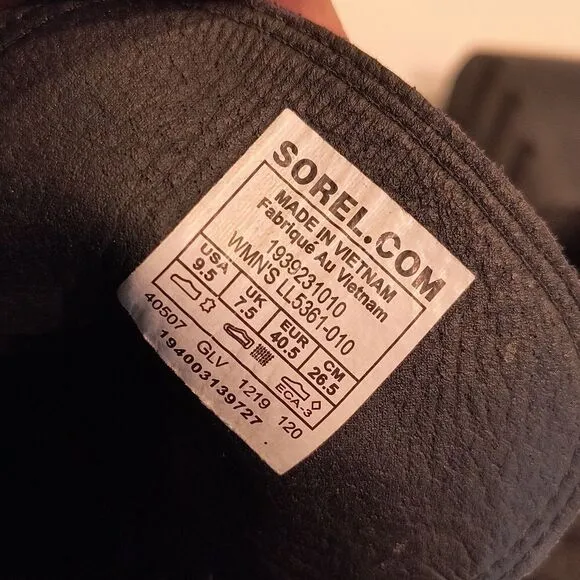 SOREL.COM
MADE IN VIETNAM
Fabriqué Au Vietnam
1939231010
WMN'S LL5361-010
USA UK EUR CM
9.5 7.5 40.5 26.5
ECA-3
40507 GLV 1219 120
194003139727